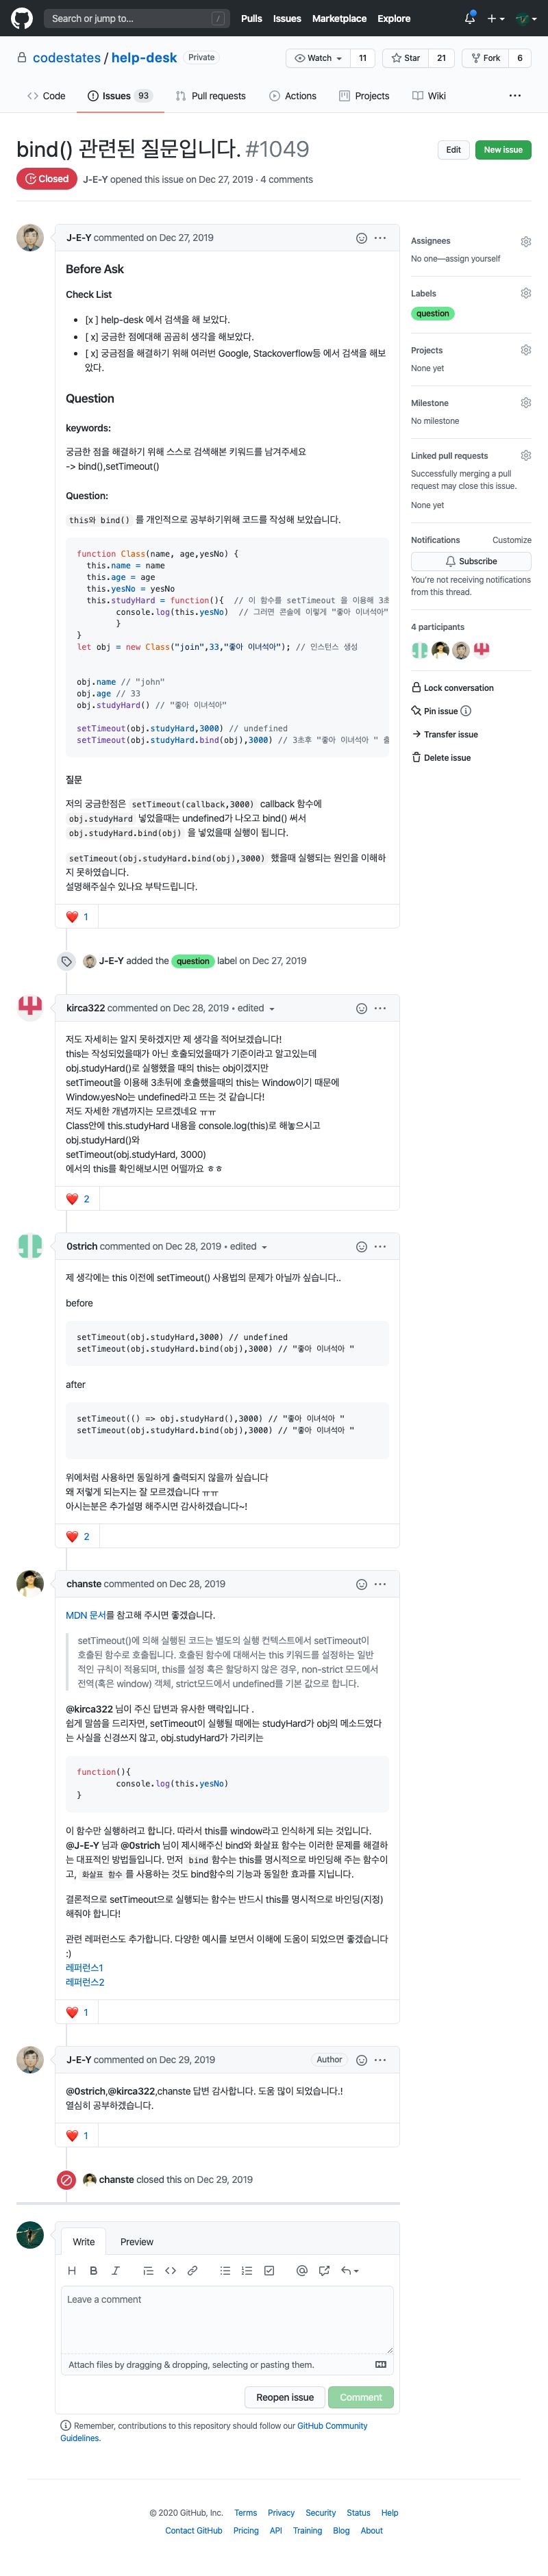 Search or jump to... /
Pulls Issues Marketplace Explore
codestates / help-desk Private
Watch 11 Star 21 Fork 6
Code Issues 93 Pull requests Actions Projects Wiki ...
bind() 관련된 질문입니다. #1049
Edit New issue
Closed J-E-Y opened this issue on Dec 27, 2019 · 4 comments
J-E-Y commented on Dec 27, 2019
Before Ask
Check List
[x ] help-desk 에서 검색을 해 보았다.
[ x] 궁금한 점에대해 곰곰히 생각을 해보았다.
[ x] 궁금점을 해결하기 위해 여러번 Google, Stackoverflow등 에서 검색을 해보
았다.
Question
keywords:
궁금한 점을 해결하기 위해 스스로 검색해본 키워드를 남겨주세요
-> bind(),setTimeout()
Question:
this와 bind() 를 개인적으로 공부하기위해 코드를 작성해 보았습니다.
function Class(name, age,yesNo) {
this.name = name
this.age = age
this.yesNo = yesNo
this.studyHard = function(){ // 이 함수를 setTimeout 을 이용해 3초
console.log(this.yesNo) // 그러면 콘솔에 이렇게 "좋아 이녀석아"
}
}
let obj = new Class("join",33,"좋아 이녀석아"); // 인스턴스 생성
obj.name // "john"
obj.age // 33
obj.studyHard() // "좋아 이녀석아"
setTimeout(obj.studyHard,3000) // undefined
setTimeout(obj.studyHard.bind(obj),3000) // 3초후 "좋아 이녀석아 " 출
질문
저의 궁금한점은 setTimeout(callback,3000) callback 함수에
obj.studyHard 넣었을때는 undefined가 나오고 bind() 써서
obj.studyHard.bind(obj) 을 넣었을때 실행이 됩니다.
setTimeout(obj.studyHard.bind(obj),3000) 했을때 실행되는 원인을 이해하
지 못하였습니다.
설명해주실수 있나요 부탁드립니다.
❤️ 1
J-E-Y added the question label on Dec 27, 2019
kirca322 commented on Dec 28, 2019 • edited
저도 자세히는 알지 못하겠지만 제 생각을 적어보겠습니다!
this는 작성되었을때가 아닌 호출되었을때가 기준이라고 알고있는데
obj.studyHard()로 실행했을 때의 this는 obj이겠지만
setTimeout을 이용해 3초뒤에 호출했을때의 this는 Window이기 때문에
Window.yesNo는 undefined라고 뜨는 것 같습니다!
저도 자세한 개념까지는 모르겠네요 ㅠㅠ
Class안에 this.studyHard 내용을 console.log(this)로 해놓으시고
obj.studyHard()와
setTimeout(obj.studyHard, 3000)
에서의 this를 확인해보시면 어떨까요 ㅎㅎ
❤️ 2
0strich commented on Dec 28, 2019 • edited
제 생각에는 this 이전에 setTimeout() 사용법의 문제가 아닐까 싶습니다..
before
setTimeout(obj.studyHard,3000) // undefined
setTimeout(obj.studyHard.bind(obj),3000) // "좋아 이녀석아 "
after
setTimeout(() => obj.studyHard(),3000) // "좋아 이녀석아 "
setTimeout(obj.studyHard.bind(obj),3000) // "좋아 이녀석아 "
위에처럼 사용하면 동일하게 출력되지 않을까 싶습니다
왜 저렇게 되는지는 잘 모르겠습니다 ㅠㅠ
아시는분은 추가설명 해주시면 감사하겠습니다~!
❤️ 2
chanste commented on Dec 28, 2019
MDN 문서를 참고해 주시면 좋겠습니다.
setTimeout()에 의해 실행된 코드는 별도의 실행 컨텍스트에서 setTimeout이
호출된 함수로 호출됩니다. 호출된 함수에 대해서는 this 키워드를 설정하는 일반
적인 규칙이 적용되며, this를 설정 혹은 할당하지 않은 경우, non-strict 모드에서
전역(혹은 window) 객체, strict모드에서 undefined를 기본 값으로 합니다.
@kirca322 님이 주신 답변과 유사한 맥락입니다 .
쉽게 말씀을 드리자면, setTimeout이 실행될 때에는 studyHard가 obj의 메소드였다
는 사실을 신경쓰지 않고, obj.studyHard가 가리키는
function(){
console.log(this.yesNo)
}
이 함수만 실행하려고 합니다. 따라서 this를 window라고 인식하게 되는 것입니다.
@J-E-Y 님과 @0strich 님이 제시해주신 bind와 화살표 함수는 이러한 문제를 해결하
는 대표적인 방법들입니다. 먼저 bind 함수는 this를 명시적으로 바인딩해 주는 함수이
고, 화살표 함수 를 사용하는 것도 bind함수의 기능과 동일한 효과를 지닙니다.
결론적으로 setTimeout으로 실행되는 함수는 반드시 this를 명시적으로 바인딩(지정)
해줘야 합니다!
관련 레퍼런스도 추가합니다. 다양한 예시를 보면서 이해에 도움이 되었으면 좋겠습니다
:)
레퍼런스1
레퍼런스2
❤️ 1
J-E-Y commented on Dec 29, 2019 Author
@0strich,@kirca322,chanste 답변 감사합니다. 도움 많이 되었습니다.!
열심히 공부하겠습니다.
❤️ 1
chanste closed this on Dec 29, 2019
Write Preview
Leave a comment
Attach files by dragging & dropping, selecting or pasting them.
Reopen issue Comment
Remember, contributions to this repository should follow our GitHub Community
Guidelines.
Assignees
No one—assign yourself
Labels
question
Projects
None yet
Milestone
No milestone
Linked pull requests
Successfully merging a pull
request may close this issue.
None yet
Notifications Customize
Subscribe
You're not receiving notifications
from this thread.
4 participants
Lock conversation
Pin issue
Transfer issue
Delete issue
© 2020 GitHub, Inc. Terms Privacy Security Status Help
Contact GitHub Pricing API Training Blog About